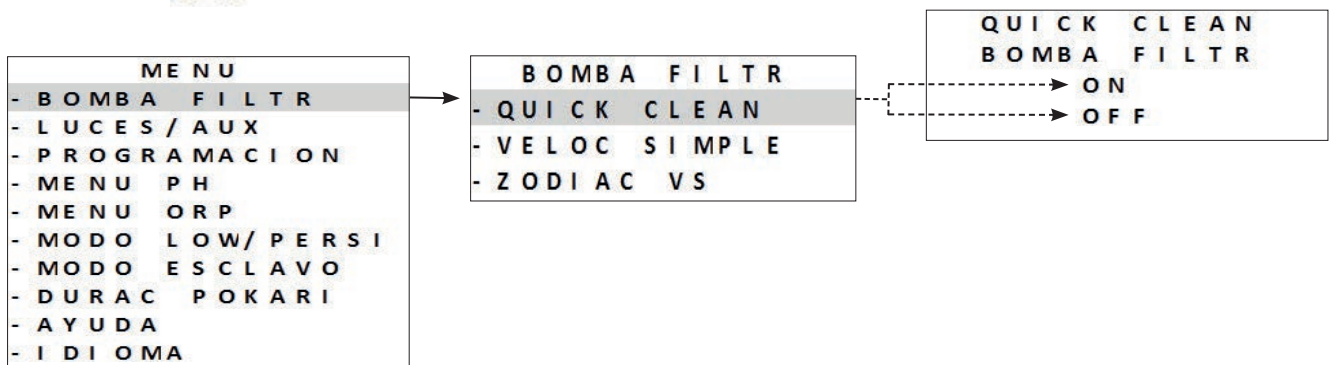 MENU
- BOMBA FILTR
- LUCES/AUX
- PROGRAMACION
- MENU PH
- MENU ORP
- MODO LOW/PERSI
- MODO ESCLAVO
- DURAC POKARI
- AYUDA
- IDIOMA
BOMBA FILTR
- QUICK CLEAN
- VELOC SIMPLE
- ZODIAC VS
QUICK CLEAN
BOMBA FILTR
ON
OFF